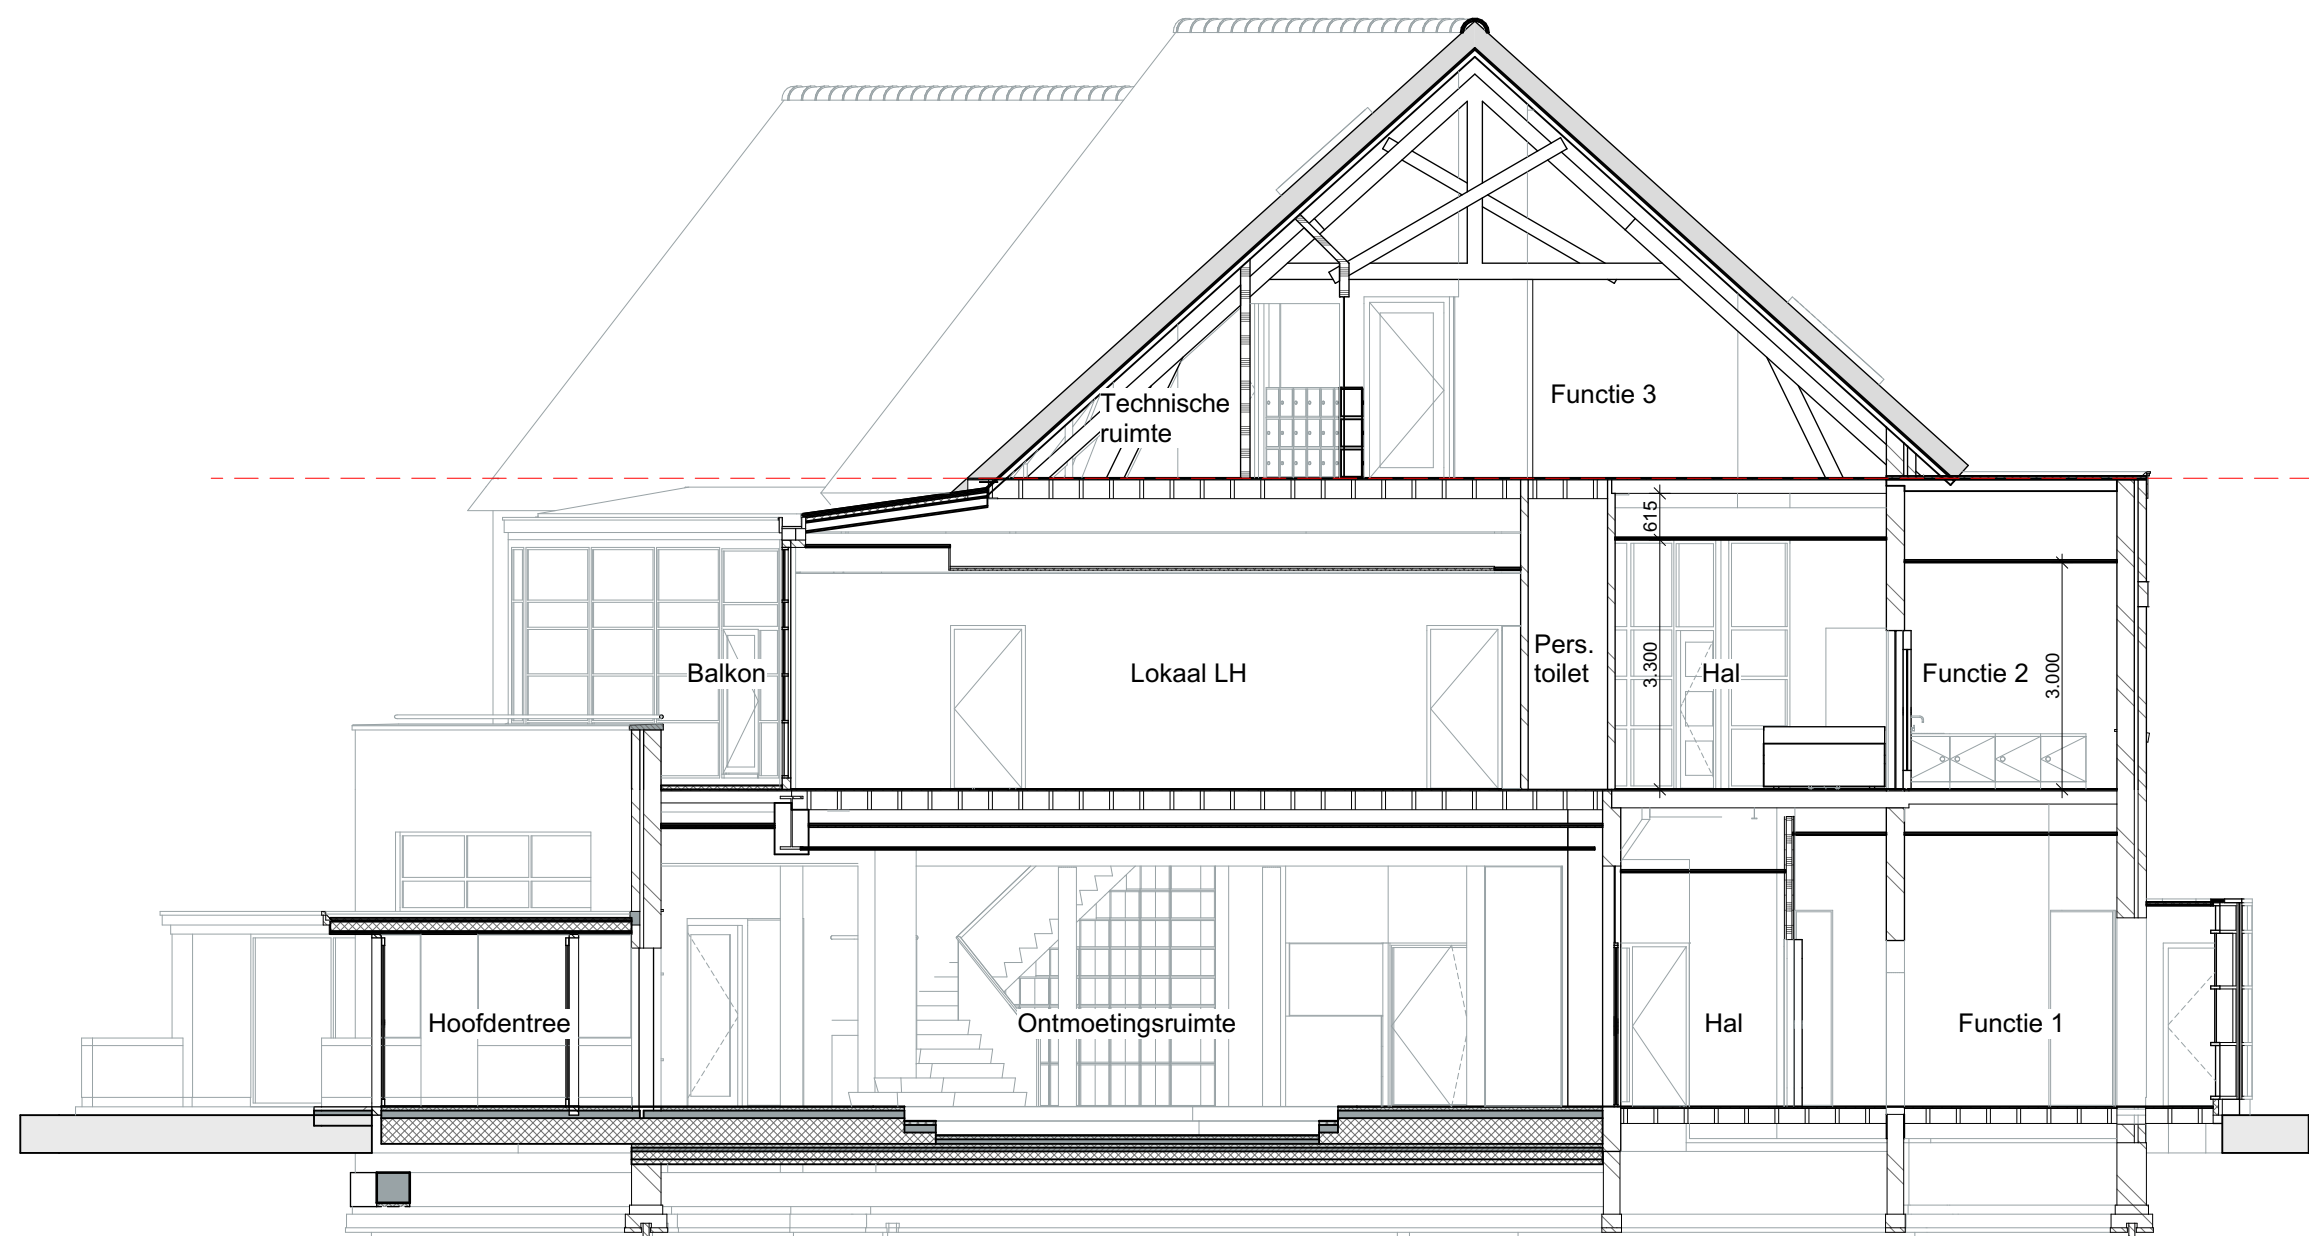 Functie 3
Technische
ruimte
615
Pers.
toilet
Balkon
Lokaal LH
3.300
Hal
Functie 2
3.000
Hoofdentree
Ontmoetingsruimte
Hal
Functie 1